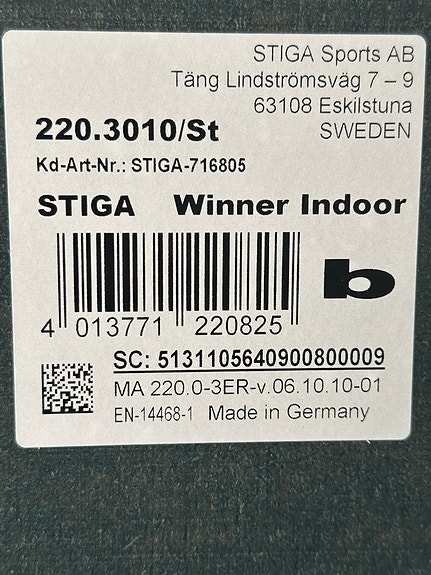 STIGA Sports AB
Täng Lindströmsväg 7 – 9
63108 Eskilstuna
220.3010/St SWEDEN
Kd-Art-Nr.: STIGA-716805
STIGA Winner Indoor
b
4 013771 220825
SC: 5131105640900800009
MA 220.0-3ER-v.06.10.10-01
EN-14468-1 Made in Germany